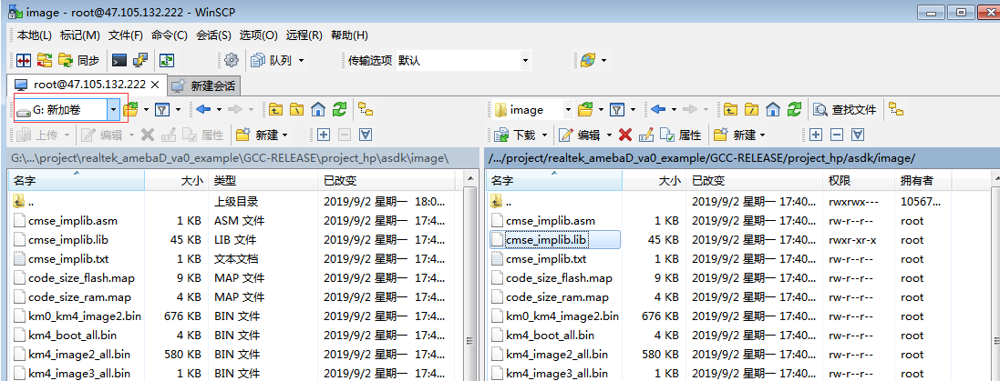 image - root@47.105.132.222 - WinSCP
本地(L) 标记(M) 文件(F) 命令(C) 会话(S) 选项(O) 远程(R) 帮助(H)
同步 队列 传输选项 默认
root@47.105.132.222 × 新建会话
G: 新加卷 image 查找文件
上传 编辑 属性 新建 下载 编辑 属性 新建
G:\...\project\realtek_amebaD_va0_example\GCC-RELEASE\project_hp\asdk\image\ /.../project/realtek_amebaD_va0_example/GCC-RELEASE/project_hp/asdk/image/
名字 大小 类型 已改变 名字 大小 已改变 权限 拥有者
.. 上级目录 2019/9/2 星期一 18:0... .. 2019/9/2 星期一 17:40... rwxrwx--- 10567...
cmse_implib.asm 1 KB ASM 文件 2019/9/2 星期一 17:4... cmse_implib.asm 1 KB 2019/9/2 星期一 17:40... rw-r--r-- root
cmse_implib.lib 45 KB LIB 文件 2019/9/2 星期一 17:4... cmse_implib.lib 45 KB 2019/9/2 星期一 17:40... rwxr-xr-x root
cmse_implib.txt 1 KB 文本文档 2019/9/2 星期一 17:4... cmse_implib.txt 1 KB 2019/9/2 星期一 17:40... rw-r--r-- root
code_size_flash.map 9 KB MAP 文件 2019/9/2 星期一 17:4... code_size_flash.map 9 KB 2019/9/2 星期一 17:40... rw-r--r-- root
code_size_ram.map 4 KB MAP 文件 2019/9/2 星期一 17:4... code_size_ram.map 4 KB 2019/9/2 星期一 17:40... rw-r--r-- root
km0_km4_image2.bin 676 KB BIN 文件 2019/9/2 星期一 17:4... km0_km4_image2.bin 676 KB 2019/9/2 星期一 17:40... rw-r--r-- root
km4_boot_all.bin 4 KB BIN 文件 2019/9/2 星期一 17:4... km4_boot_all.bin 4 KB 2019/9/2 星期一 17:40... rw-r--r-- root
km4_image2_all.bin 580 KB BIN 文件 2019/9/2 星期一 17:4... km4_image2_all.bin 580 KB 2019/9/2 星期一 17:40... rw-r--r-- root
km4_image3_all.bin 1 KB BIN 文件 2019/9/2 星期一 17:4... km4_image3_all.bin 1 KB 2019/9/2 星期一 17:40... rw-r--r-- root